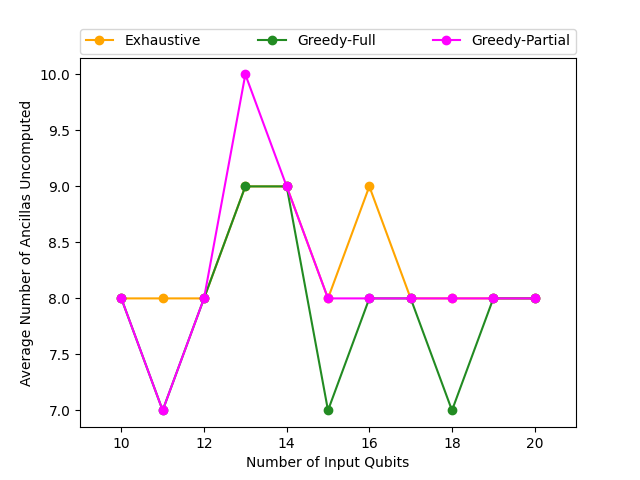 Exhaustive Greedy-Full Greedy-Partial
10.0
9.5
9.0
8.5
8.0
7.5
7.0
Average Number of Ancillas Uncomputed
10 12 14 16 18 20
Number of Input Qubits